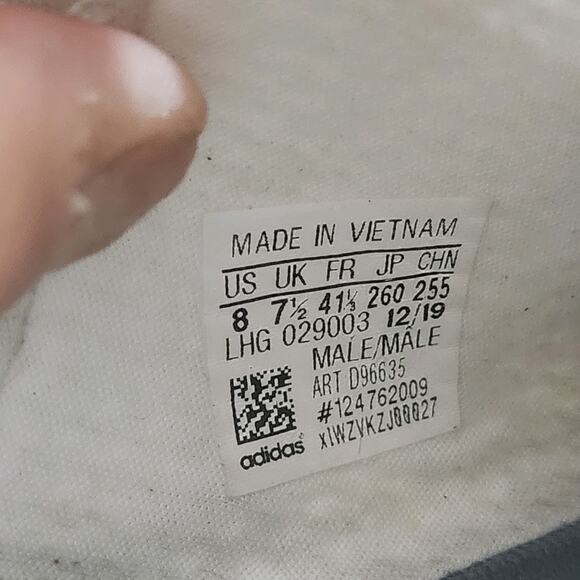 MADE IN VIETNAM
US UK FR JP CHN
8 7½ 41⅓ 260 255
LHG 029003 12/19
MALE/MÂLE
ART D96635
#124762009
xIWZVKZJ00027
adidas